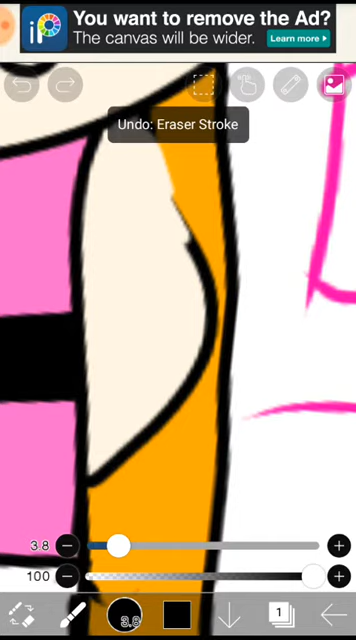 iP
You want to remove the Ad?
The canvas will be wider.
Learn more
Undo: Eraser Stroke
3.8
100
3.8
1